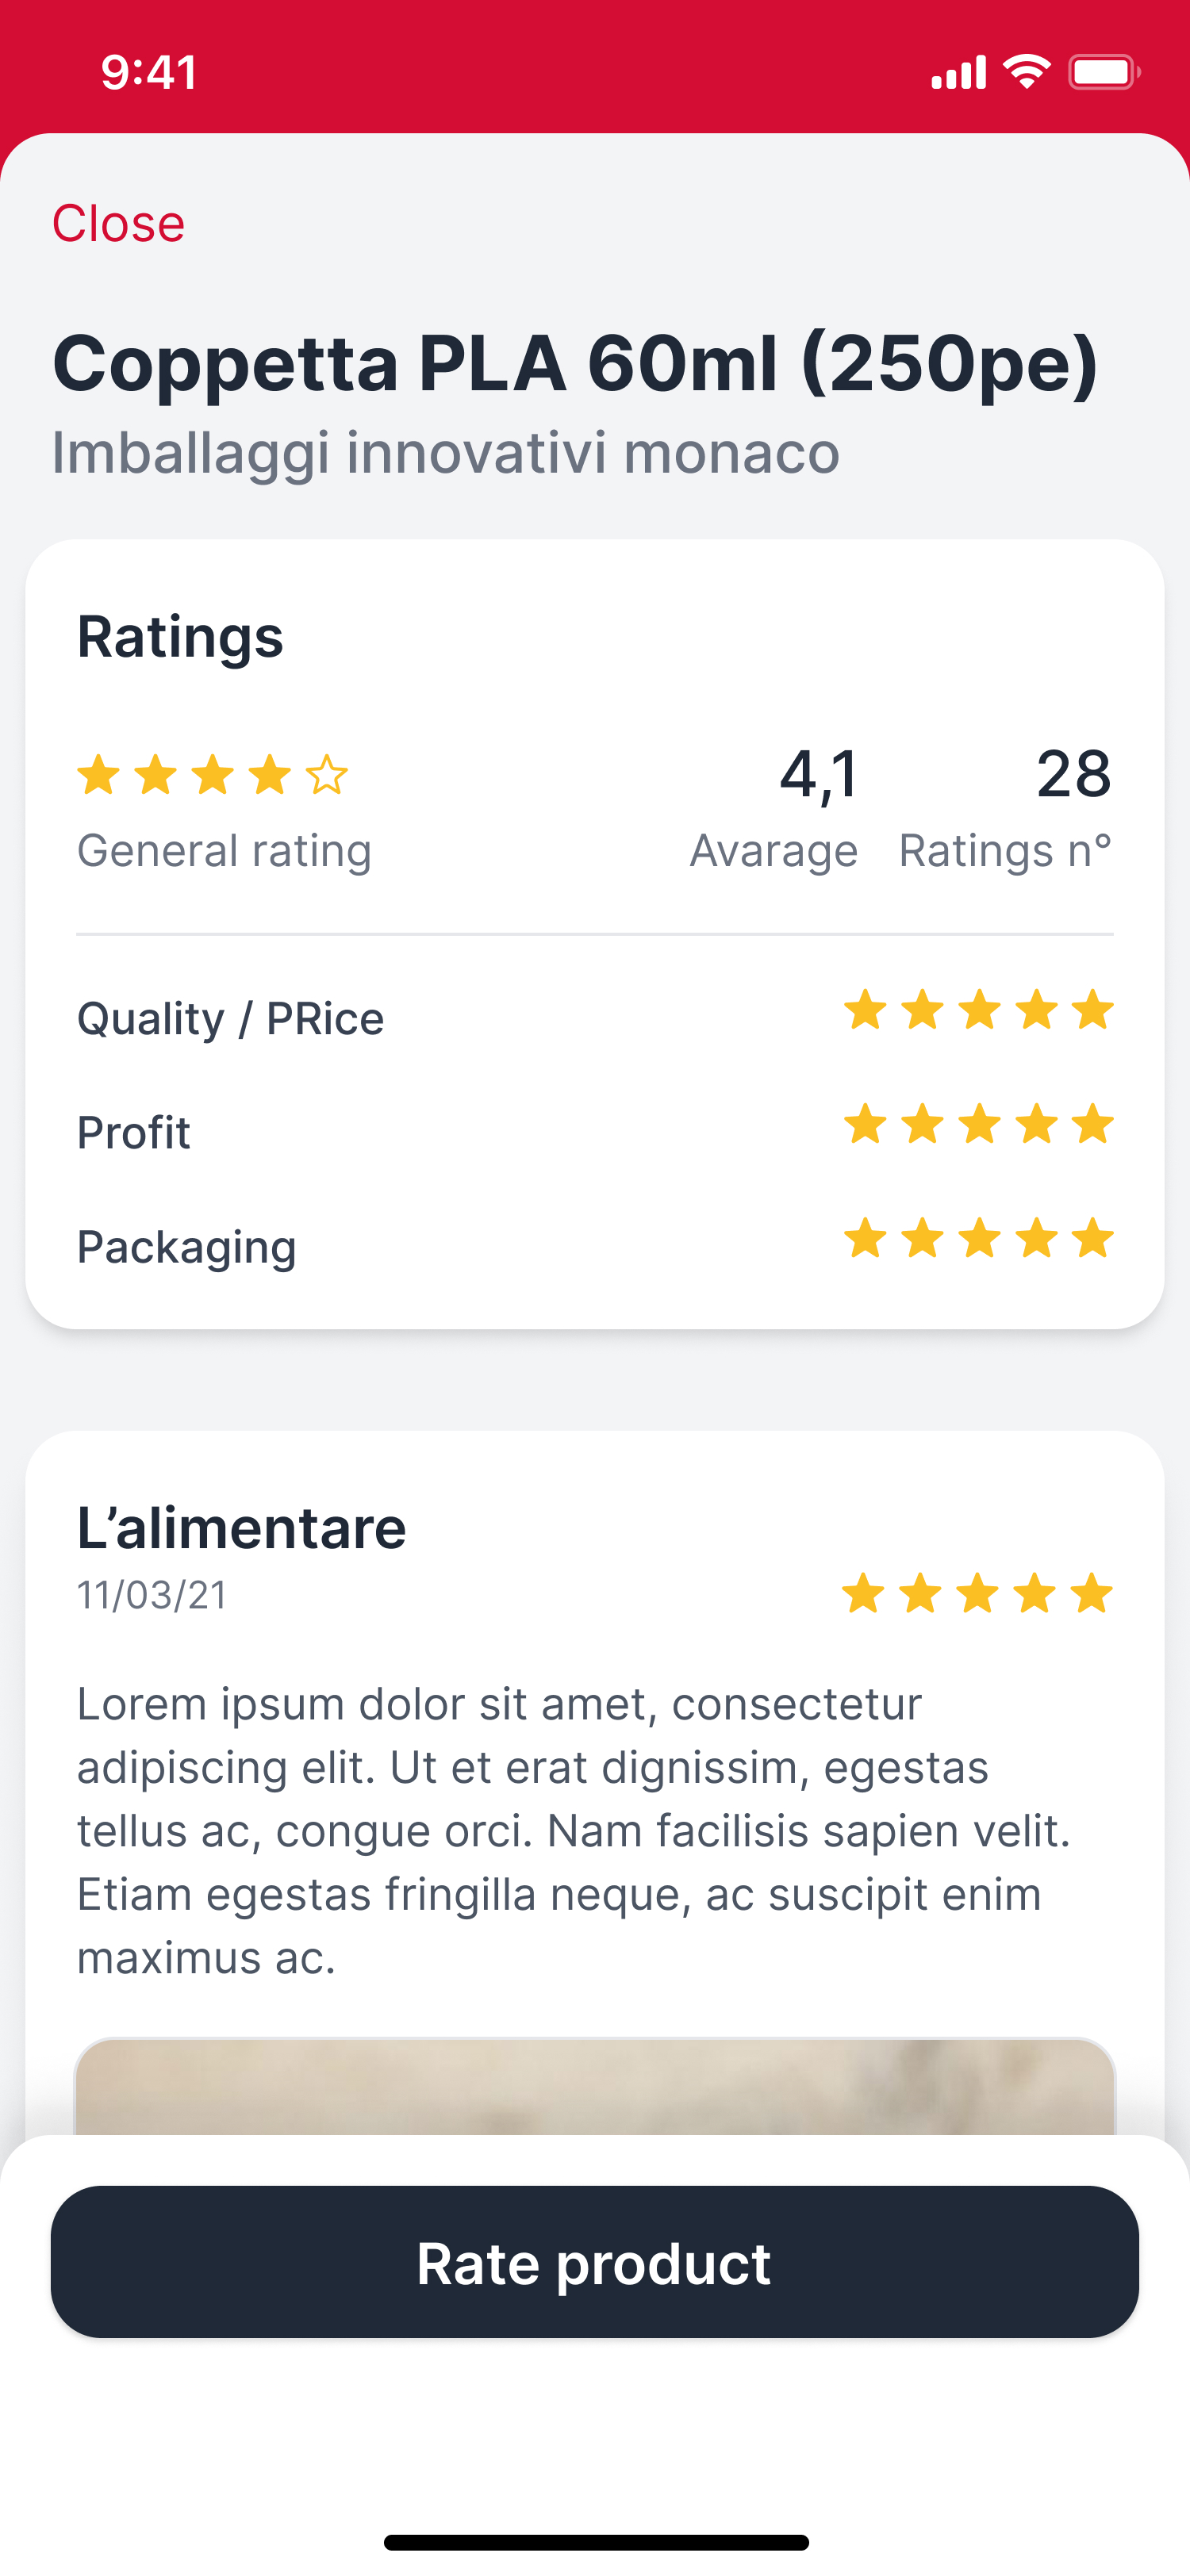 9:41
Close
Coppetta PLA 60ml (250pe)
Imballaggi innovativi monaco
Ratings
4,1
28
General rating
Avarage
Ratings n°
Quality / PRice
Profit
Packaging
L’alimentare
11/03/21
Lorem ipsum dolor sit amet, consectetur
adipiscing elit. Ut et erat dignissim, egestas
tellus ac, congue orci. Nam facilisis sapien velit.
Etiam egestas fringilla neque, ac suscipit enim
maximus ac.
Rate product